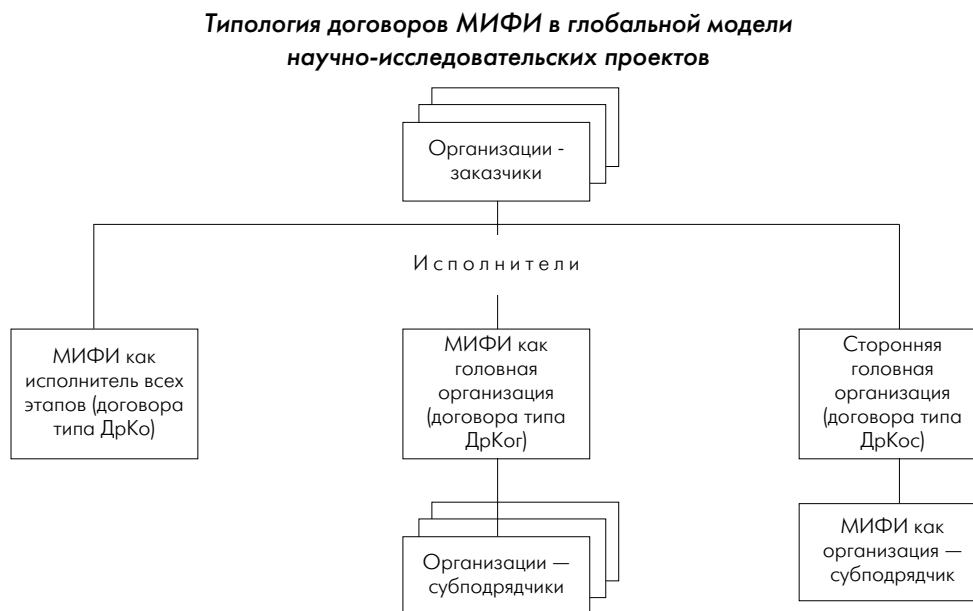 Типология договоров МИФИ в глобальной модели
научно-исследовательских проектов
Организации -
заказчики
Исполнители
МИФИ как
исполнитель всех
этапов (договора
типа ДрКо)
МИФИ как
головная
организация
(договора типа
ДрКог)
Сторонняя
головная
организация
(договора типа
ДрКос)
Организации —
субподрядчики
МИФИ как
организация —
субподрядчик